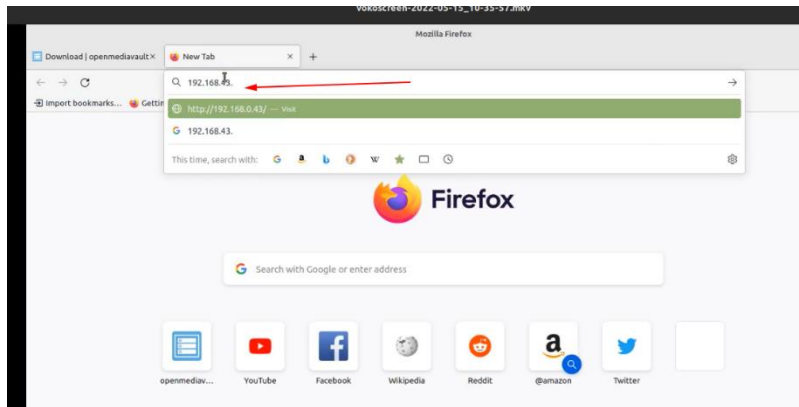 vokoscreen-2022-05-15_10-35-57.mkv
Mozilla Firefox
Download | openmediavault
New Tab
192.168.43.
Import bookmarks...
Gettin
http://192.168.0.43/ — Visit
192.168.43.
This time, search with:
Firefox
Search with Google or enter address
openmediav...
YouTube
Facebook
Wikipedia
Reddit
@amazon
Twitter